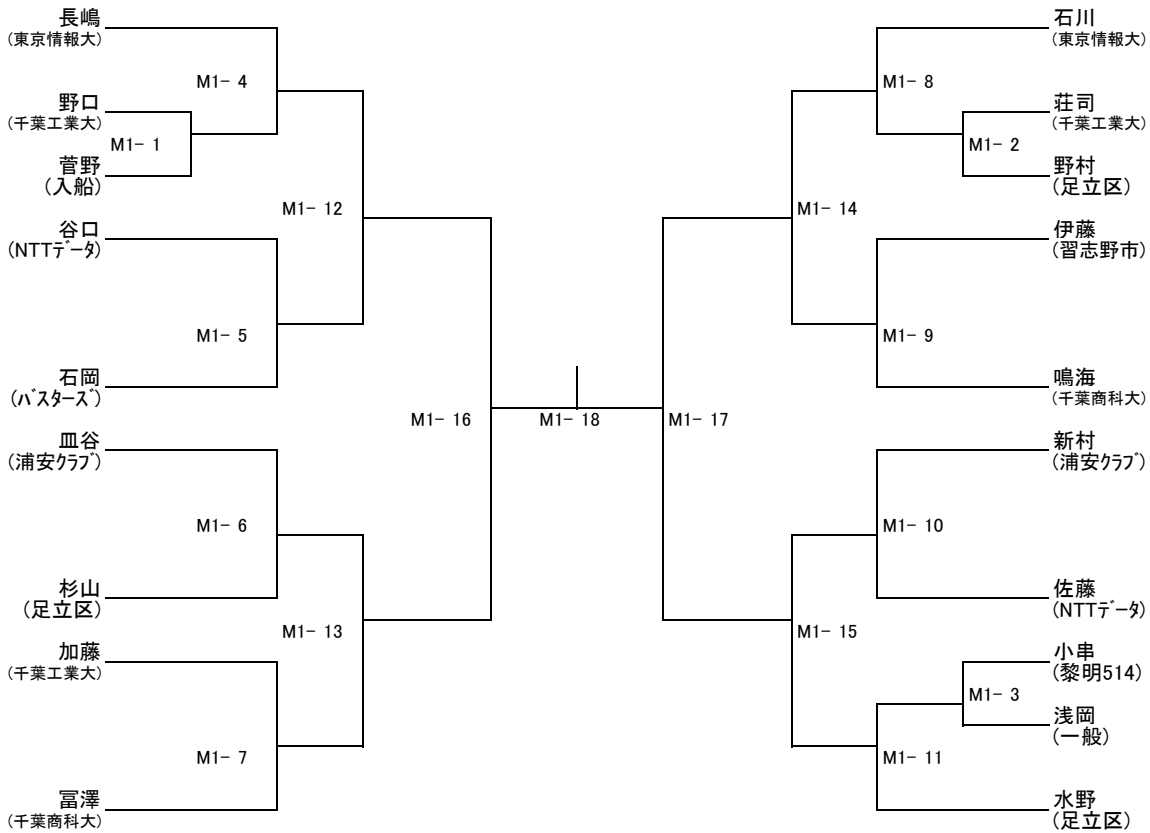 長嶋
(東京情報大)
M1- 4
野口
(千葉工業大)
M1- 1
菅野
(入船)
M1- 12
谷口
(NTTデータ)
M1- 5
石岡
(バスターズ)
M1- 16
皿谷
(浦安クラブ)
M1- 6
杉山
(足立区)
M1- 13
加藤
(千葉工業大)
M1- 7
冨澤
(千葉商科大)
M1- 18
石川
(東京情報大)
M1- 8
荘司
(千葉工業大)
M1- 2
野村
(足立区)
M1- 14
伊藤
(習志野市)
M1- 9
鳴海
(千葉商科大)
M1- 17
新村
(浦安クラブ)
M1- 10
佐藤
(NTTデータ)
M1- 15
小串
(黎明514)
M1- 3
浅岡
(一般)
M1- 11
水野
(足立区)